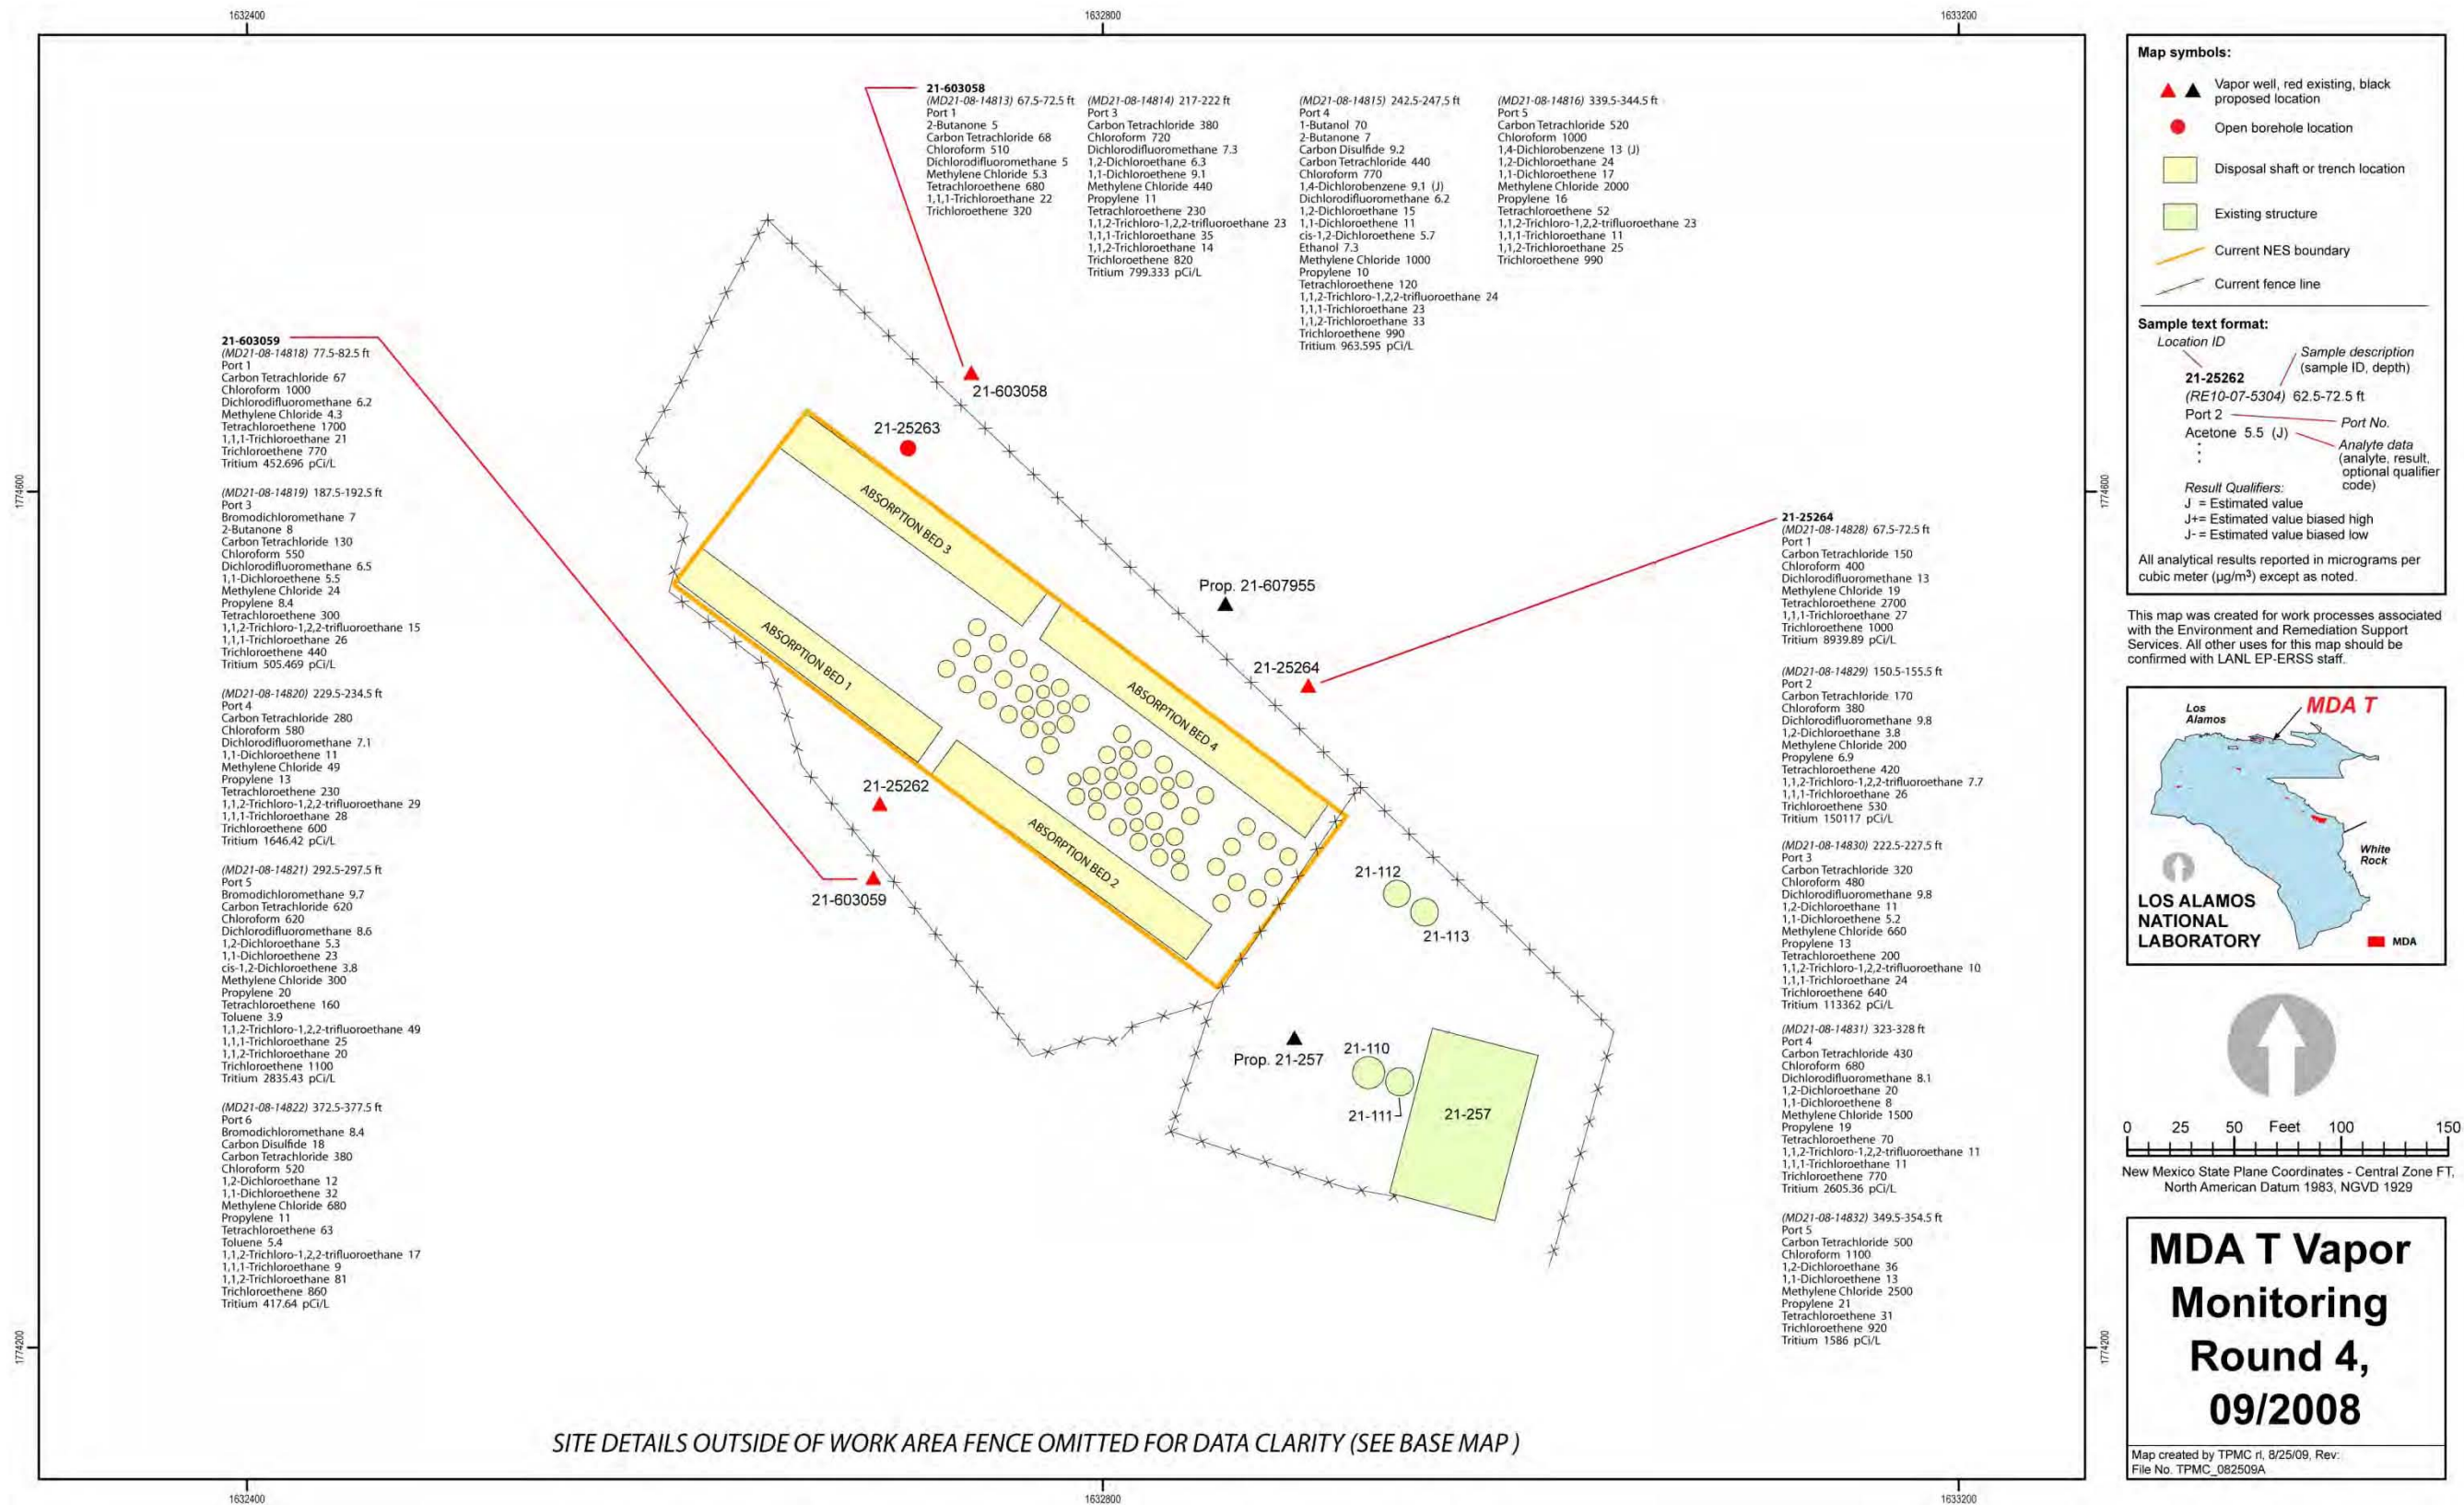 1632400
1632800
1633200
21-603058
(MD21-08-14813) 67.5-72.5 ft
Port 1
2-Butanone 5
Carbon Tetrachloride 68
Chloroform 510
Dichlorodifluoromethane 5
Methylene Chloride 5.3
Tetrachloroethene 680
1,1,1-Trichloroethane 22
Trichloroethene 320
(MD21-08-14814) 217-222 ft
Port 3
Carbon Tetrachloride 380
Chloroform 720
Dichlorodifluoromethane 7.3
1,2-Dichloroethane 6.3
1,1-Dichloroethene 9.1
Methylene Chloride 440
Propylene 11
Tetrachloroethene 230
1,1,2-Trichloro-1,2,2-trifluoroethane 23
1,1,1-Trichloroethane 35
1,1,2-Trichloroethane 14
Trichloroethene 820
Tritium 799.333 pCi/L
(MD21-08-14815) 242.5-247.5 ft
Port 4
1-Butanol 70
2-Butanone 7
Carbon Disulfide 9.2
Carbon Tetrachloride 440
Chloroform 770
1,4-Dichlorobenzene 9.1 (J)
Dichlorodifluoromethane 6.2
1,2-Dichloroethane 15
1,1-Dichloroethene 11
cis-1,2-Dichloroethene 5.7
Ethanol 7.3
Methylene Chloride 1000
Propylene 10
Tetrachloroethene 120
1,1,2-Trichloro-1,2,2-trifluoroethane 24
1,1,1-Trichloroethane 23
1,1,2-Trichloroethane 33
Trichloroethene 990
Tritium 963.595 pCi/L
(MD21-08-14816) 339.5-344.5 ft
Port 5
Carbon Tetrachloride 520
Chloroform 1000
1,4-Dichlorobenzene 13 (J)
1,2-Dichloroethane 24
1,1-Dichloroethene 17
Methylene Chloride 2000
Propylene 16
Tetrachloroethene 52
1,1,2-Trichloro-1,2,2-trifluoroethane 23
1,1,1-Trichloroethane 11
1,1,2-Trichloroethane 25
Trichloroethene 990
21-603059
(MD21-08-14818) 77.5-82.5 ft
Port 1
Carbon Tetrachloride 67
Chloroform 1000
Dichlorodifluoromethane 6.2
Methylene Chloride 4.3
Tetrachloroethene 1700
1,1,1-Trichloroethane 21
Trichloroethene 770
Tritium 452.696 pCi/L
(MD21-08-14819) 187.5-192.5 ft
Port 3
Bromodichloromethane 7
2-Butanone 8
Carbon Tetrachloride 130
Chloroform 550
Dichlorodifluoromethane 6.5
1,1-Dichloroethene 5.5
Methylene Chloride 24
Propylene 8.4
Tetrachloroethene 300
1,1,2-Trichloro-1,2,2-trifluoroethane 15
1,1,1-Trichloroethane 26
Trichloroethene 440
Tritium 505.469 pCi/L
(MD21-08-14820) 229.5-234.5 ft
Port 4
Carbon Tetrachloride 280
Chloroform 580
Dichlorodifluoromethane 7.1
1,1-Dichloroethene 11
Methylene Chloride 49
Propylene 13
Tetrachloroethene 230
1,1,2-Trichloro-1,2,2-trifluoroethane 29
1,1,1-Trichloroethane 28
Trichloroethene 600
Tritium 1646.42 pCi/L
(MD21-08-14821) 292.5-297.5 ft
Port 5
Bromodichloromethane 9.7
Carbon Tetrachloride 620
Chloroform 620
Dichlorodifluoromethane 8.6
1,2-Dichloroethane 5.3
1,1-Dichloroethene 23
cis-1,2-Dichloroethene 3.8
Methylene Chloride 300
Propylene 20
Tetrachloroethene 160
Toluene 3.9
1,1,2-Trichloro-1,2,2-trifluoroethane 49
1,1,1-Trichloroethane 25
1,1,2-Trichloroethane 20
Trichloroethene 1100
Tritium 2835.43 pCi/L
(MD21-08-14822) 372.5-377.5 ft
Port 6
Bromodichloromethane 8.4
Carbon Disulfide 18
Carbon Tetrachloride 380
Chloroform 520
1,2-Dichloroethane 12
1,1-Dichloroethene 32
Methylene Chloride 680
Propylene 11
Tetrachloroethene 63
Toluene 5.4
1,1,2-Trichloro-1,2,2-trifluoroethane 17
1,1,1-Trichloroethane 9
1,1,2-Trichloroethane 81
Trichloroethene 860
Tritium 417.64 pCi/L
21-603058
21-25263
ABSORPTION BED 3
Prop. 21-607955
21-25264
ABSORPTION BED 1
ABSORPTION BED 4
21-25262
ABSORPTION BED 2
21-603059
21-112
21-113
Prop. 21-257
21-110
21-111
21-257
21-25264
(MD21-08-14828) 67.5-72.5 ft
Port 1
Carbon Tetrachloride 150
Chloroform 400
Dichlorodifluoromethane 13
Methylene Chloride 19
Tetrachloroethene 2700
1,1,1-Trichloroethane 27
Trichloroethene 1000
Tritium 8939.89 pCi/L
(MD21-08-14829) 150.5-155.5 ft
Port 2
Carbon Tetrachloride 170
Chloroform 380
Dichlorodifluoromethane 9.8
1,2-Dichloroethane 3.8
Methylene Chloride 200
Propylene 6.9
Tetrachloroethene 420
1,1,2-Trichloro-1,2,2-trifluoroethane 7.7
1,1,1-Trichloroethane 26
Trichloroethene 530
Tritium 150117 pCi/L
(MD21-08-14830) 222.5-227.5 ft
Port 3
Carbon Tetrachloride 320
Chloroform 480
Dichlorodifluoromethane 9.8
1,2-Dichloroethane 11
1,1-Dichloroethene 5.2
Methylene Chloride 660
Propylene 13
Tetrachloroethene 200
1,1,2-Trichloro-1,2,2-trifluoroethane 10
1,1,1-Trichloroethane 24
Trichloroethene 640
Tritium 113362 pCi/L
(MD21-08-14831) 323-328 ft
Port 4
Carbon Tetrachloride 430
Chloroform 680
Dichlorodifluoromethane 8.1
1,2-Dichloroethane 20
1,1-Dichloroethene 8
Methylene Chloride 1500
Propylene 19
Tetrachloroethene 70
1,1,2-Trichloro-1,2,2-trifluoroethane 11
1,1,1-Trichloroethane 11
Trichloroethene 770
Tritium 2605.36 pCi/L
(MD21-08-14832) 349.5-354.5 ft
Port 5
Carbon Tetrachloride 500
Chloroform 1100
1,2-Dichloroethane 36
1,1-Dichloroethene 13
Methylene Chloride 2500
Propylene 21
Tetrachloroethene 31
Trichloroethene 920
Tritium 1586 pCi/L
1774600
1774600
1774200
1774200
SITE DETAILS OUTSIDE OF WORK AREA FENCE OMITTED FOR DATA CLARITY (SEE BASE MAP )
1632400
1632800
1633200
Map symbols:
Vapor well, red existing, black
proposed location
Open borehole location
Disposal shaft or trench location
Existing structure
Current NES boundary
Current fence line
Sample text format:
Location ID
Sample description
(sample ID, depth)
21-25262
(RE10-07-5304) 62.5-72.5 ft
Port 2
Port No.
Acetone 5.5 (J)
Analyte data
(analyte, result,
optional qualifier
code)
Result Qualifiers:
J = Estimated value
J+= Estimated value biased high
J- = Estimated value biased low
All analytical results reported in micrograms per
cubic meter (µg/m³) except as noted.
This map was created for work processes associated
with the Environment and Remediation Support
Services. All other uses for this map should be
confirmed with LANL EP-ERSS staff.
Los
Alamos
MDA T
White
Rock
LOS ALAMOS
NATIONAL
LABORATORY
MDA
0 25 50 Feet 100 150
New Mexico State Plane Coordinates - Central Zone FT,
North American Datum 1983, NGVD 1929
MDA T Vapor
Monitoring
Round 4,
09/2008
Map created by TPMC rl, 8/25/09, Rev:
File No. TPMC_082509A